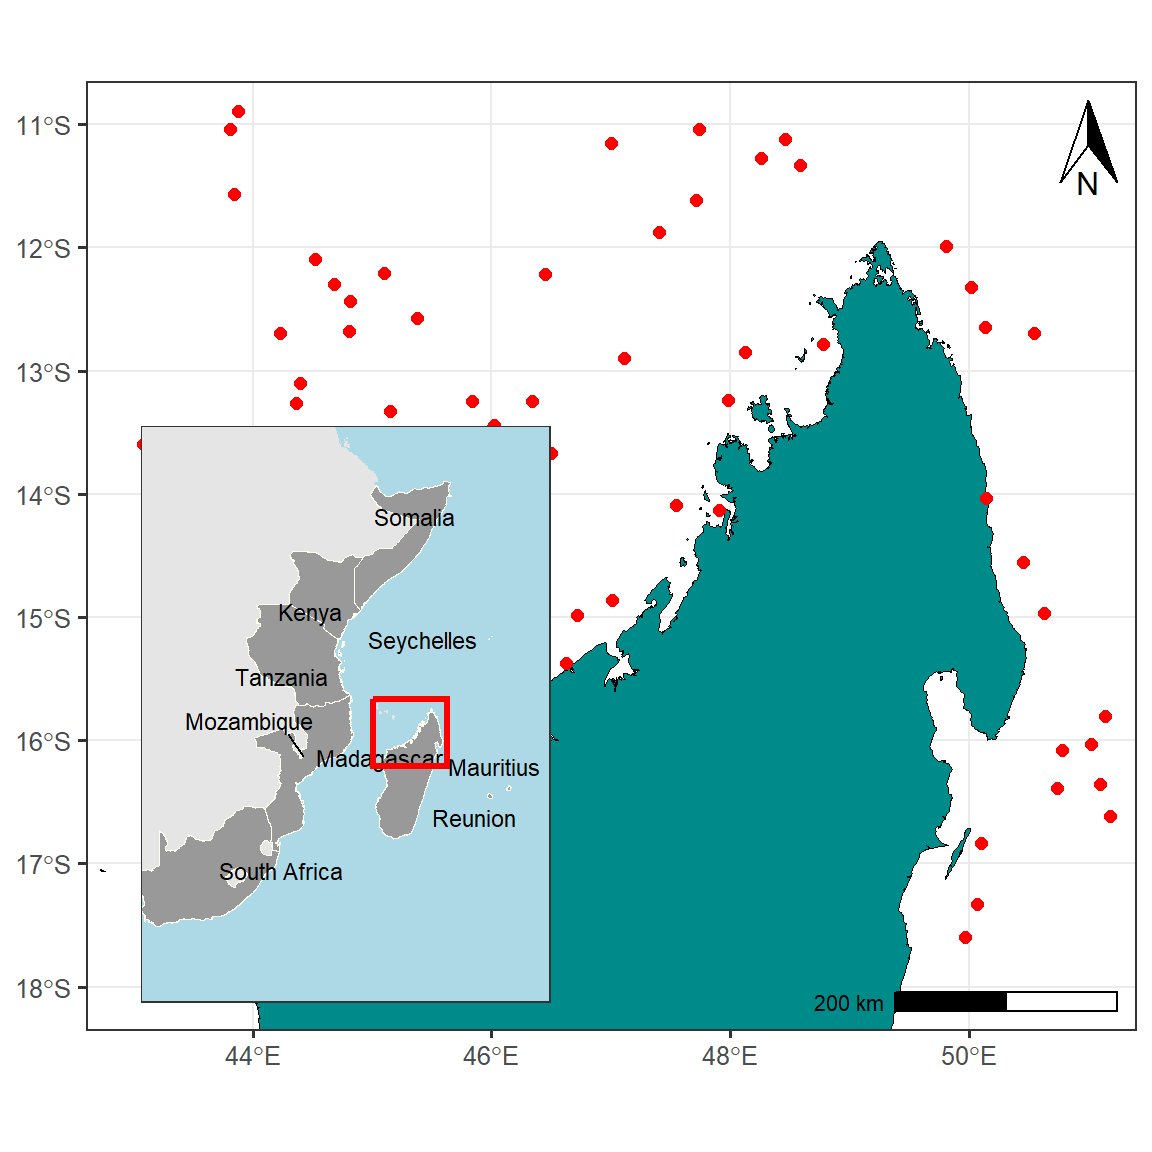 11°S
12°S
13°S
14°S
15°S
16°S
17°S
18°S
N
Somalia
Kenya
Seychelles
Tanzania
Mozambique
Madagascar
Mauritius
Reunion
South Africa
200 km
44°E
46°E
48°E
50°E